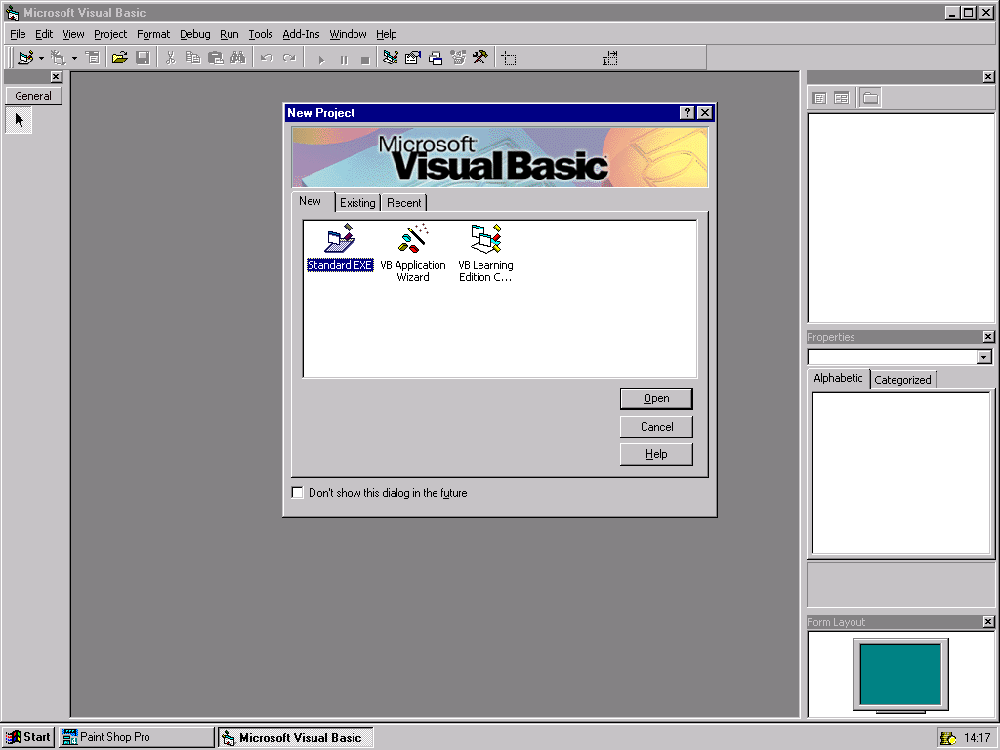 Microsoft Visual Basic
File Edit View Project Format Debug Run Tools Add-Ins Window Help
General
New Project
Microsoft
Visual Basic
5
New Existing Recent
Standard EXE
VB Application
Wizard
VB Learning
Edition C...
Open
Cancel
Help
Don't show this dialog in the future
Properties
Alphabetic Categorized
Form Layout
Start Paint Shop Pro Microsoft Visual Basic 14:17